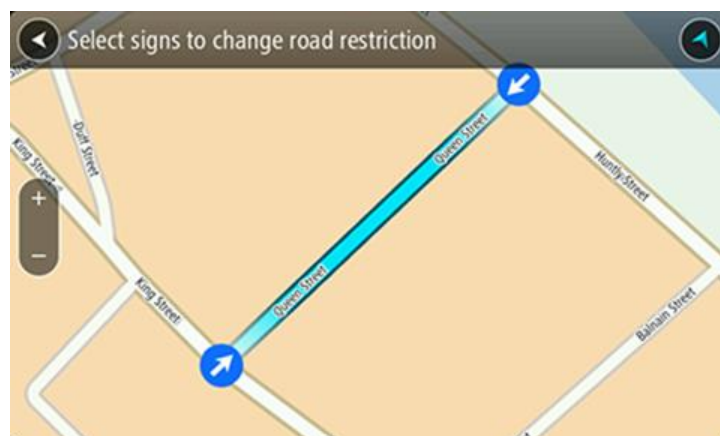 Select signs to change road restriction
Duff Street
King Street
Queen Street
Huntly Street
+
−
Queen Street
King Street
Balnain Street